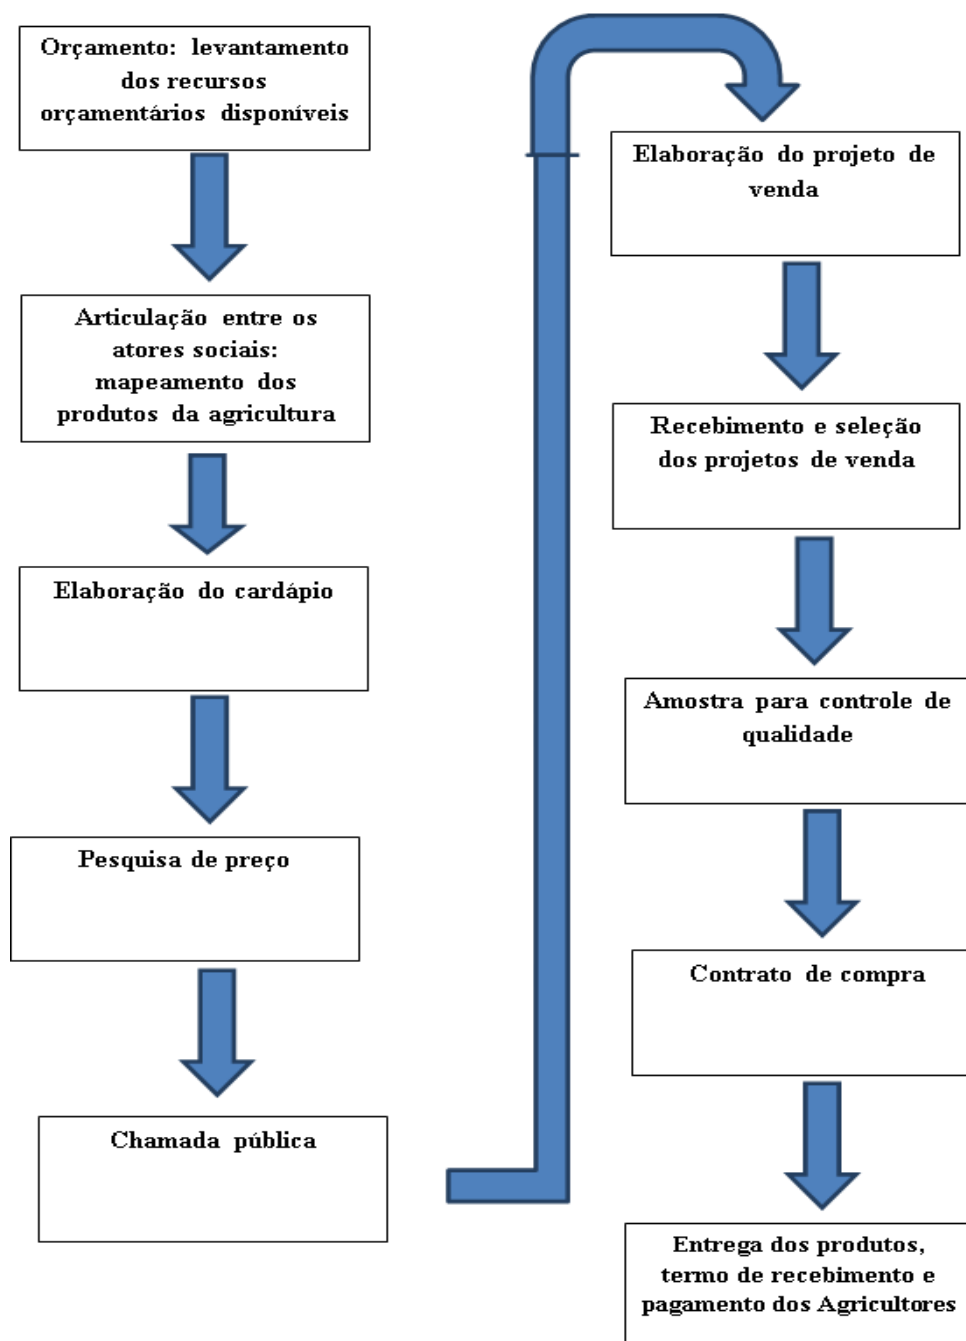 Orçamento: levantamento
dos recursos
orçamentários disponíveis
Articulação entre os
atores sociais:
mapeamento dos
produtos da agricultura
Elaboração do cardápio
Pesquisa de preço
Chamada pública
Elaboração do projeto de
venda
Recebimento e seleção
dos projetos de venda
Amostra para controle de
qualidade
Contrato de compra
Entrega dos produtos,
termo de recebimento e
pagamento dos Agricultores